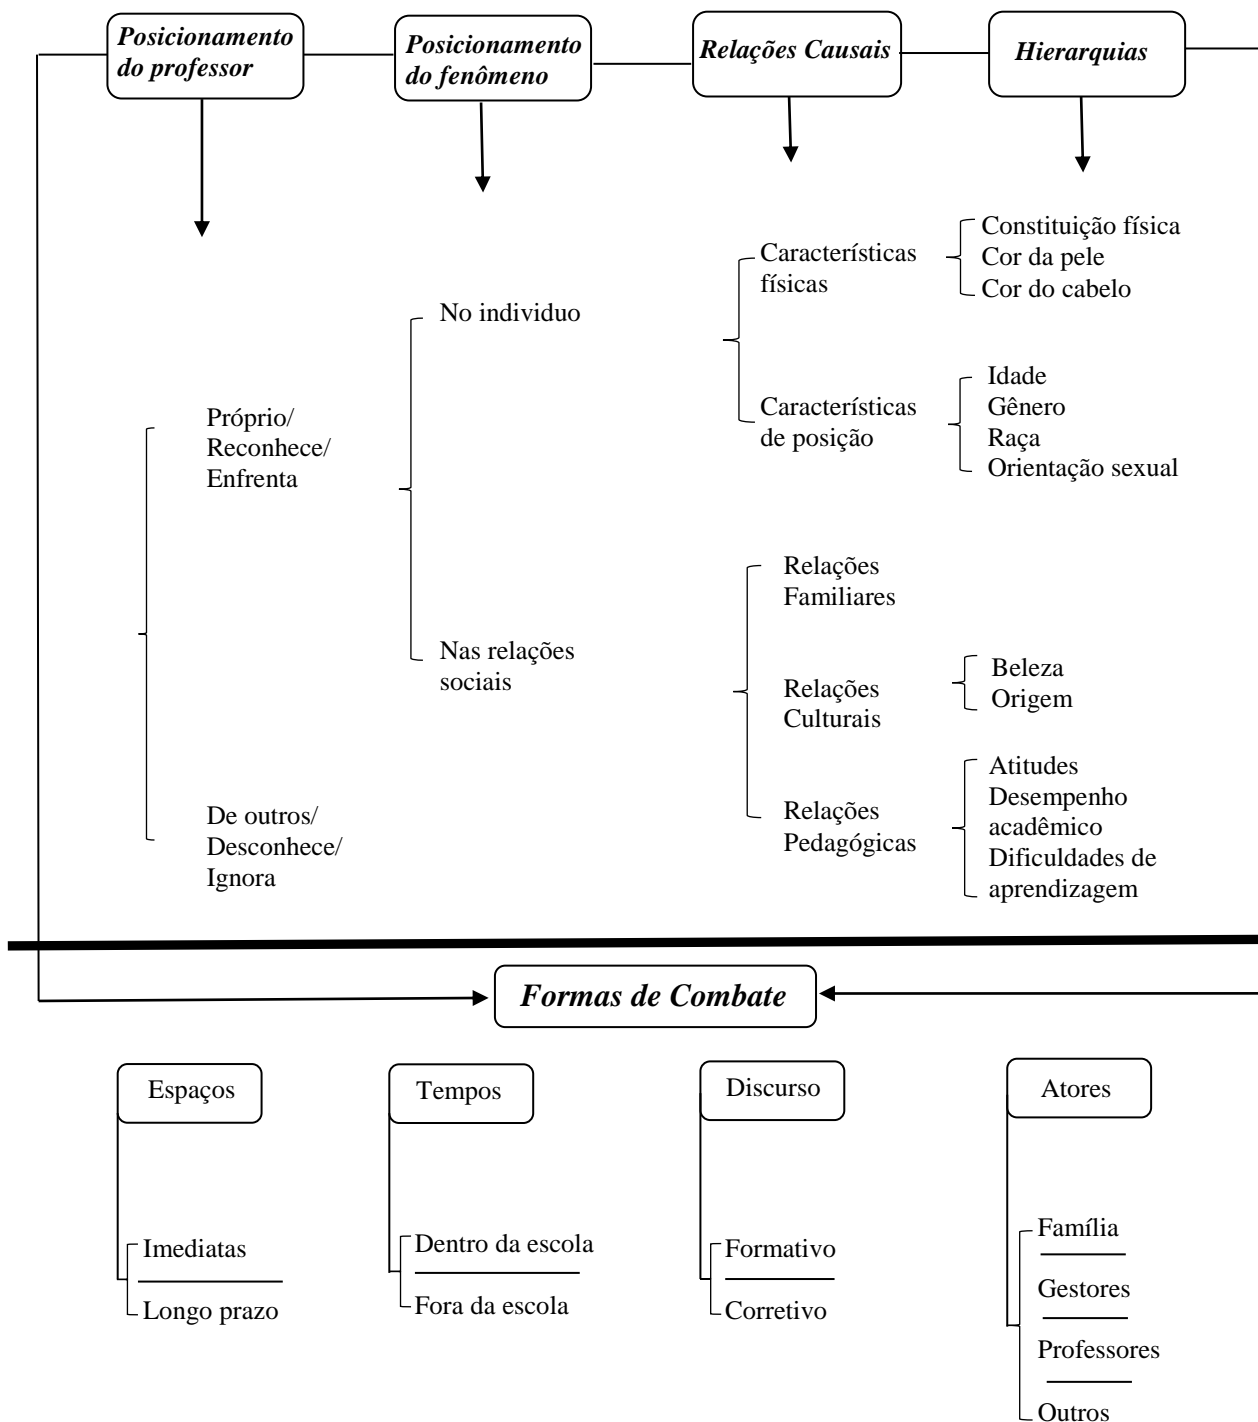 Posicionamento
do professor
Posicionamento
do fenômeno
Relações Causais
Hierarquias
Próprio/
Reconhece/
Enfrenta
De outros/
Desconhece/
Ignora
No individuo
Nas relações
sociais
Característícas
físicas
Característícas
de posição
Relações
Familiares
Relações
Culturais
Relações
Pedagógicas
Constituição física
Cor da pele
Cor do cabelo
Idade
Gênero
Raça
Orientação sexual
Beleza
Origem
Atitudes
Desempenho
acadêmico
Dificuldades de
aprendizagem
Formas de Combate
Espaços
Imediatas
Longo prazo
Tempos
Dentro da escola
Fora da escola
Discurso
Formativo
Corretivo
Atores
Família
Gestores
Professores
Outros